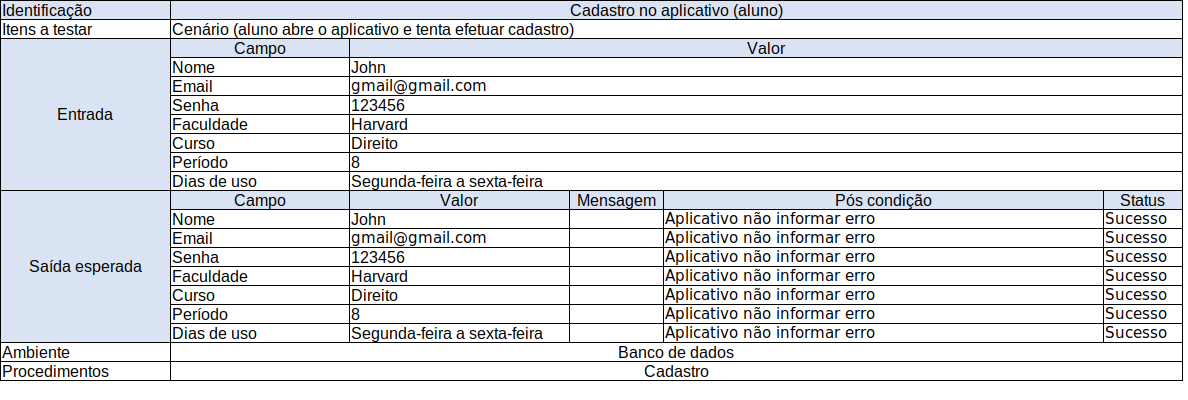 Identificação Cadastro no aplicativo (aluno)
Itens a testar Cenário (aluno abre o aplicativo e tenta efetuar cadastro)
Entrada
Campo Valor
Nome John
Email gmail@gmail.com
Senha 123456
Faculdade Harvard
Curso Direito
Período 8
Dias de uso Segunda-feira a sexta-feira
Saída esperada
Campo Valor Mensagem Pós condição Status
Nome John Aplicativo não informar erro Sucesso
Email gmail@gmail.com Aplicativo não informar erro Sucesso
Senha 123456 Aplicativo não informar erro Sucesso
Faculdade Harvard Aplicativo não informar erro Sucesso
Curso Direito Aplicativo não informar erro Sucesso
Período 8 Aplicativo não informar erro Sucesso
Dias de uso Segunda-feira a sexta-feira Aplicativo não informar erro Sucesso
Ambiente Banco de dados
Procedimentos Cadastro